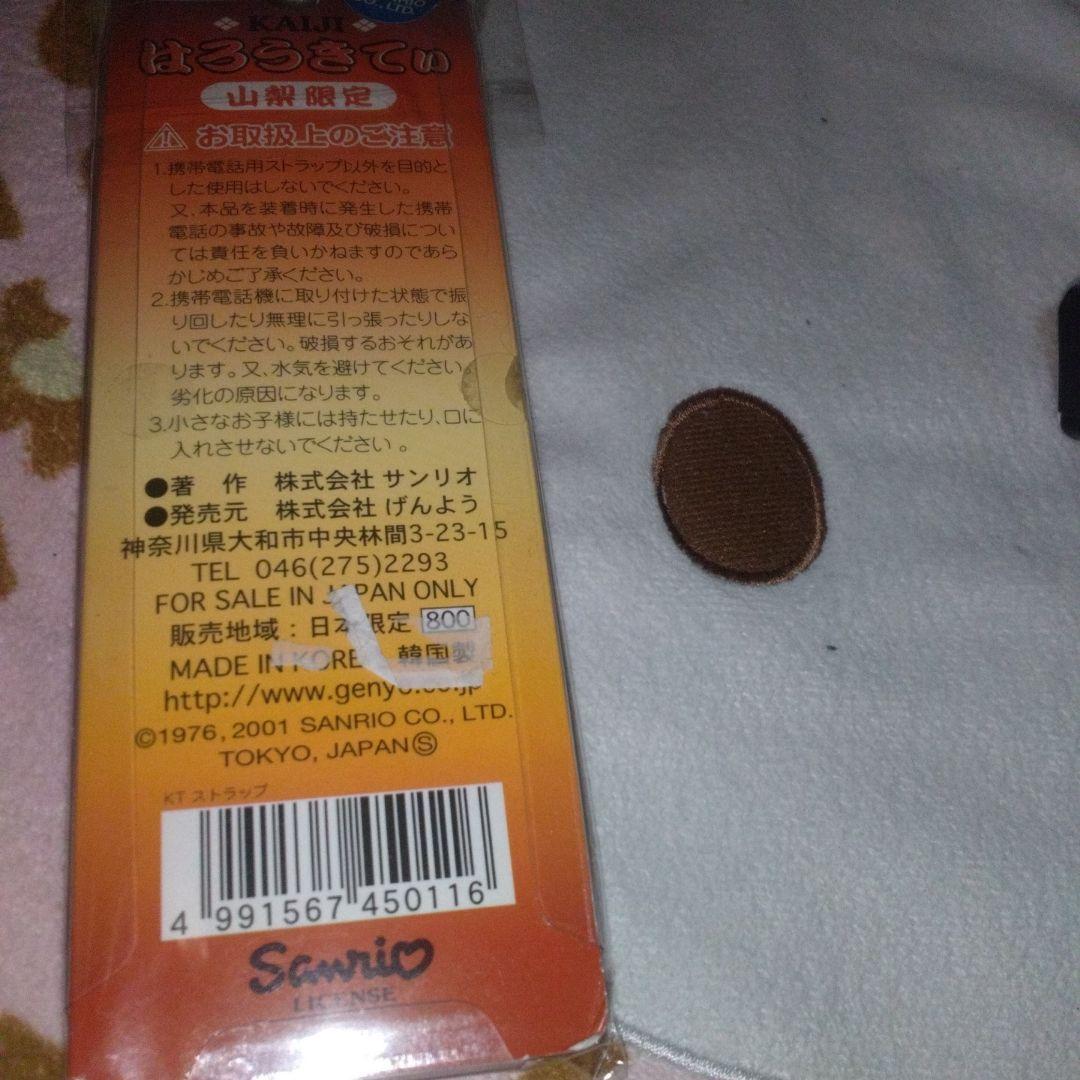 CO., LTD.
KAIJI
はろうきてぃ
山梨限定
お取扱上のご注意
1.携帯電話用ストラップ以外を目的と
した使用はしないでください。
又、本品を装着時に発生した携帯
電話の事故や故障及び破損につい
ては責任を負いかねますのであら
かじめご了承ください。
2.携帯電話機に取り付けた状態で振
り回したり無理に引っ張ったりしな
いでください。破損するおそれがあ
ります。又、水気を避けてください。
劣化の原因になります。
3.小さなお子様には持たせたり、口に
入れさせないでください。
●著 作 株式会社 サンリオ
●発売元 株式会社 げんよう
神奈川県大和市中央林間3-23-15
TEL 046(275)2293
FOR SALE IN JAPAN ONLY
販売地域:日本限定 800
MADE IN KOREA 韓国製
http://www.genyo.co.jp
©1976, 2001 SANRIO CO., LTD.
TOKYO, JAPAN Ⓢ
KT ストラップ
4 991567 450116
Sanrio
LICENSE